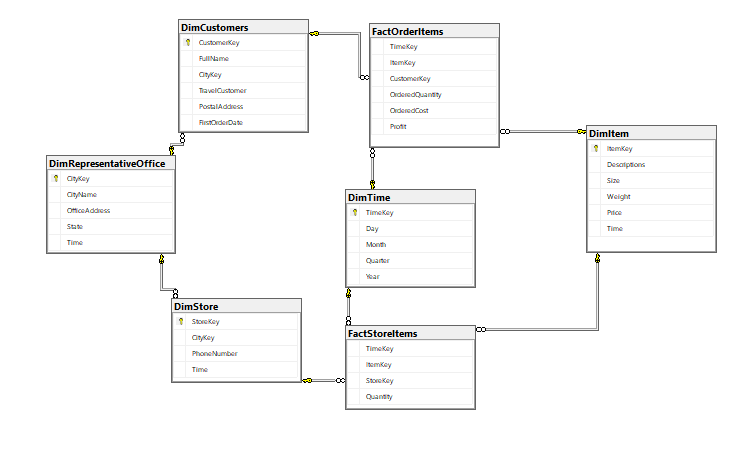 DimCustomers
CustomerKey
FullName
CityKey
TravelCustomer
PostalAddress
FirstOrderDate
FactOrderItems
TimeKey
ItemKey
CustomerKey
OrderedQuantity
OrderedCost
Profit
DimItem
ItemKey
Descriptions
Size
Weight
Price
Time
DimRepresentativeOffice
CityKey
CityName
OfficeAddress
State
Time
DimTime
TimeKey
Day
Month
Quarter
Year
DimStore
StoreKey
CityKey
PhoneNumber
Time
FactStoreItems
TimeKey
ItemKey
StoreKey
Quantity